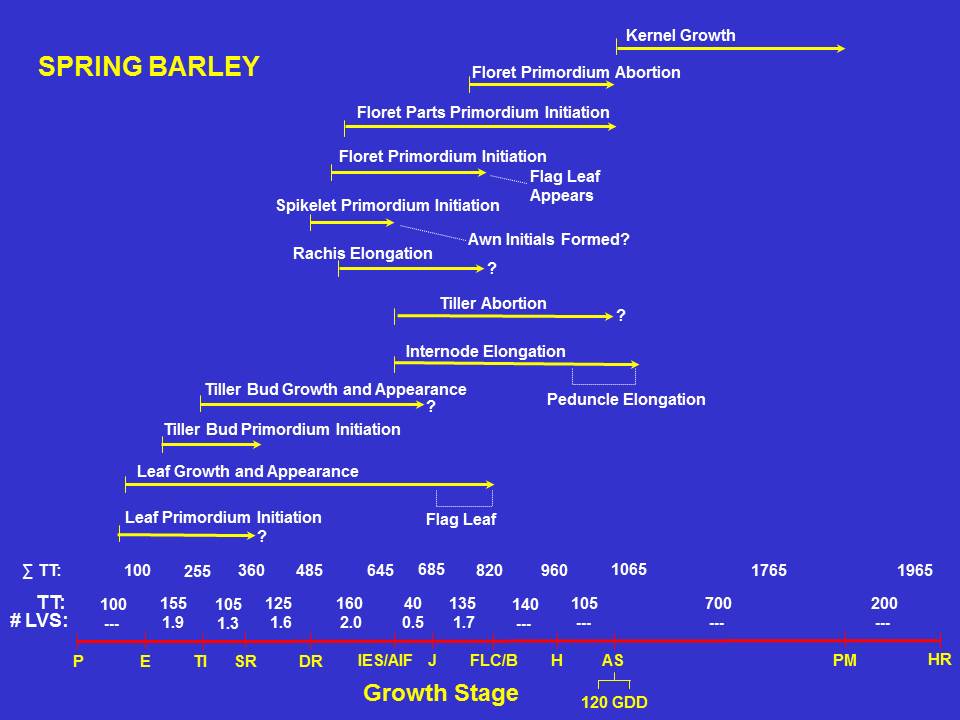 Kernel Growth
SPRING BARLEY
Floret Primordium Abortion
Floret Parts Primordium Initiation
Floret Primordium Initiation
Flag Leaf
Appears
Spikelet Primordium Initiation
Awn Initials Formed?
Rachis Elongation
?
Tiller Abortion
?
Internode Elongation
Peduncle Elongation
Tiller Bud Growth and Appearance
?
Tiller Bud Primordium Initiation
Leaf Growth and Appearance
Flag Leaf
Leaf Primordium Initiation
?
∑ TT: 100 255 360 485 645 685 820 960 1065 1765 1965
TT: 100 155 105 125 160 40 135 140 105 700 200
# LVS: --- 1.9 1.3 1.6 2.0 0.5 1.7 --- --- --- ---
P E TI SR DR IES/AIF J FLC/B H AS PM HR
Growth Stage
120 GDD